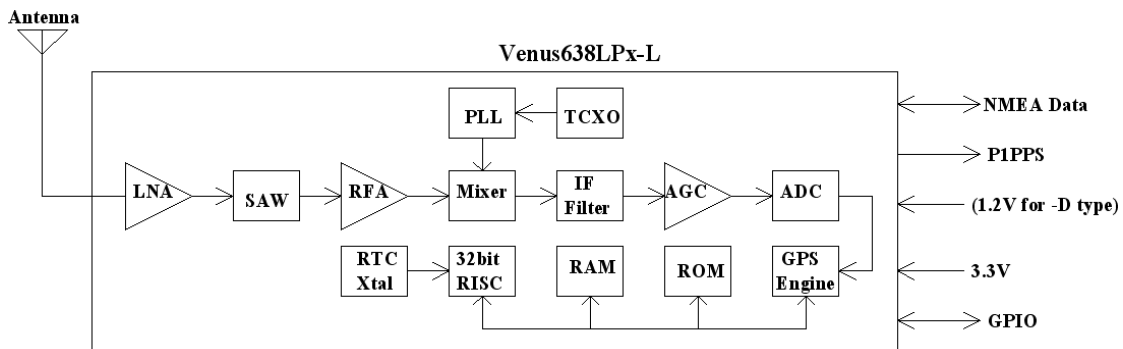 Antenna
Venus638LPx-L
PLL
TCXO
NMEA Data
P1PPS
LNA
SAW
RFA
Mixer
IF
Filter
AGC
ADC
(1.2V for -D type)
RTC
Xtal
32bit
RISC
RAM
ROM
GPS
Engine
3.3V
GPIO